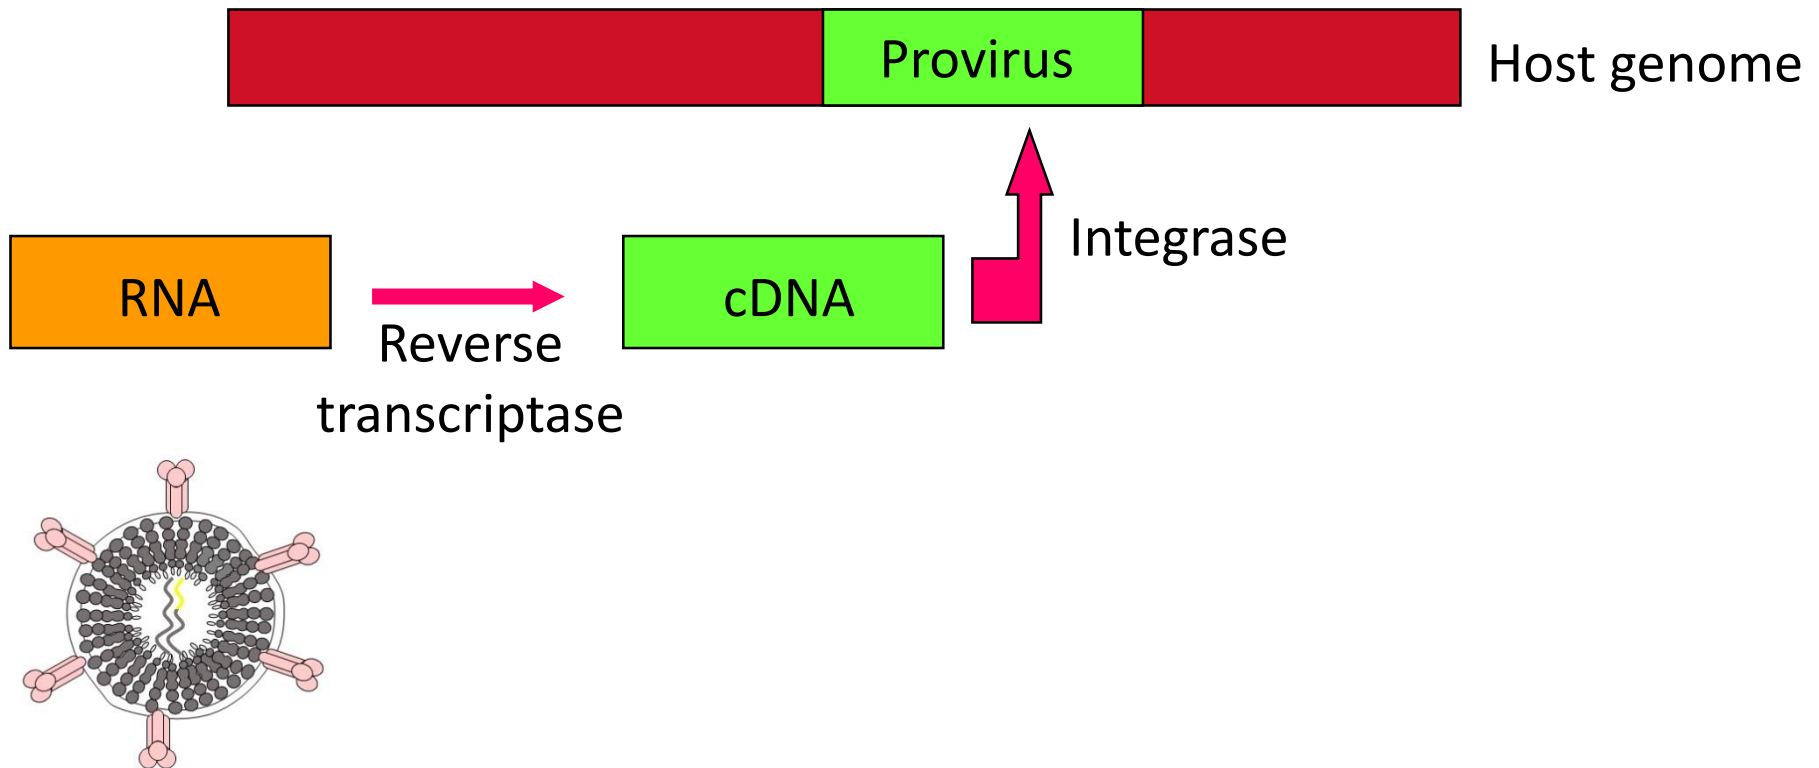 Provirus
Host genome
Integrase
RNA
cDNA
Reverse
transcriptase